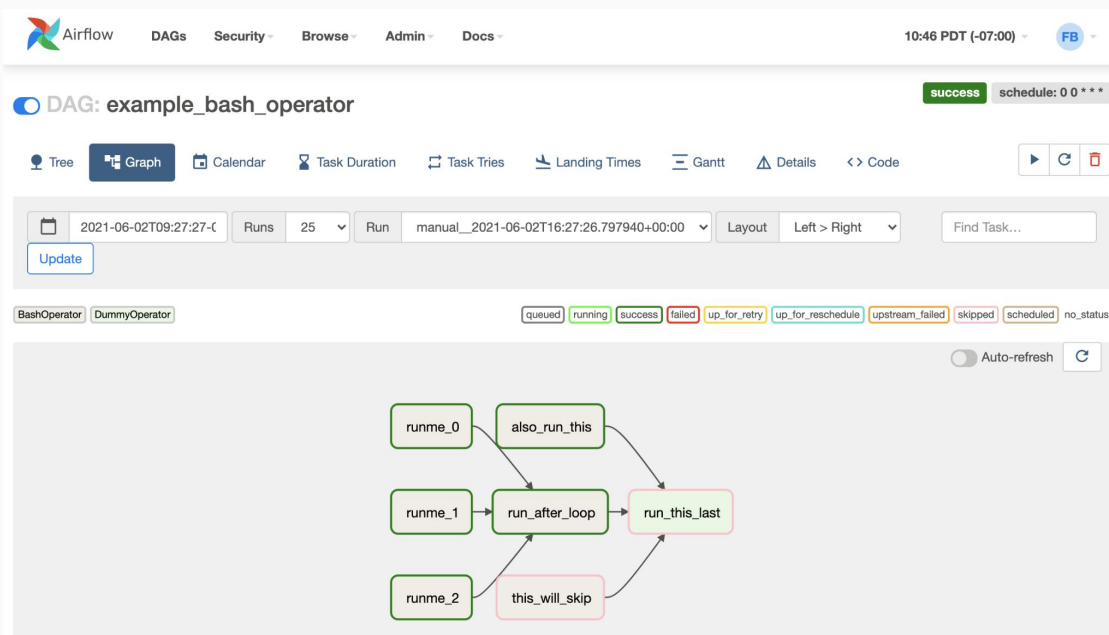 Airflow DAGs Security Browse Admin Docs 10:46 PDT (-07:00) FB
DAG: example_bash_operator success schedule: 0 0 * * *
Tree Graph Calendar Task Duration Task Tries Landing Times Gantt Details <> Code
2021-06-02T09:27:27-0 Runs 25 Run manual__2021-06-02T16:27:26.797940+00:00 Layout Left > Right Find Task...
Update
BashOperator DummyOperator queued running success failed up_for_retry up_for_reschedule upstream_failed skipped scheduled no_status
Auto-refresh
runme_0 also_run_this
runme_1 run_after_loop run_this_last
runme_2 this_will_skip